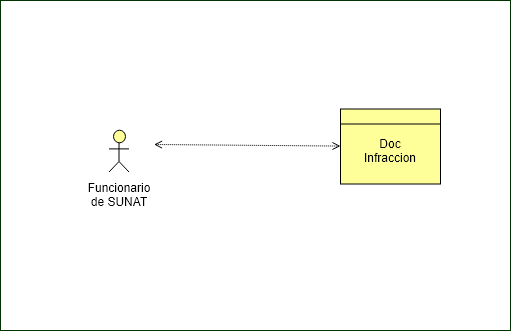 Funcionario
de SUNAT
Doc
Infraccion